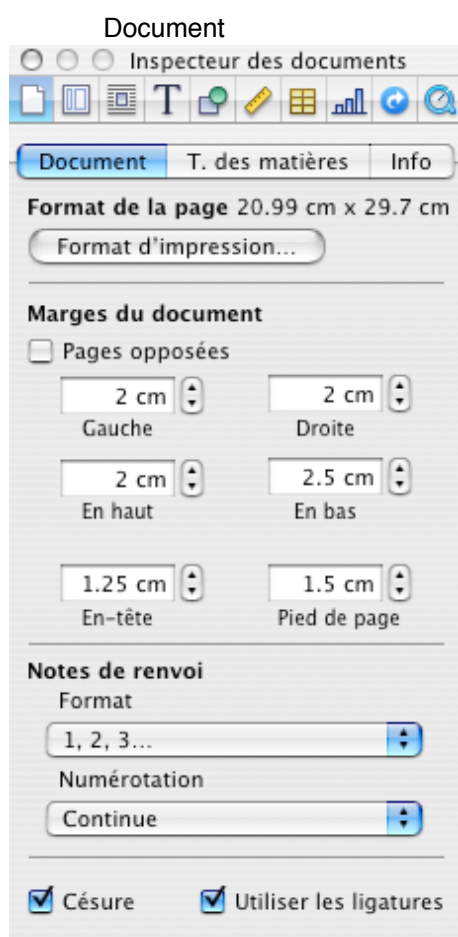 Document
Inspecteur des documents
T
Document T. des matières Info
Format de la page 20.99 cm x 29.7 cm
Format d'impression...
Marges du document
Pages opposées
2 cm 2 cm
Gauche Droite
2 cm 2.5 cm
En haut En bas
1.25 cm 1.5 cm
En-tête Pied de page
Notes de renvoi
Format
1, 2, 3...
Numérotation
Continue
Césure Utiliser les ligatures